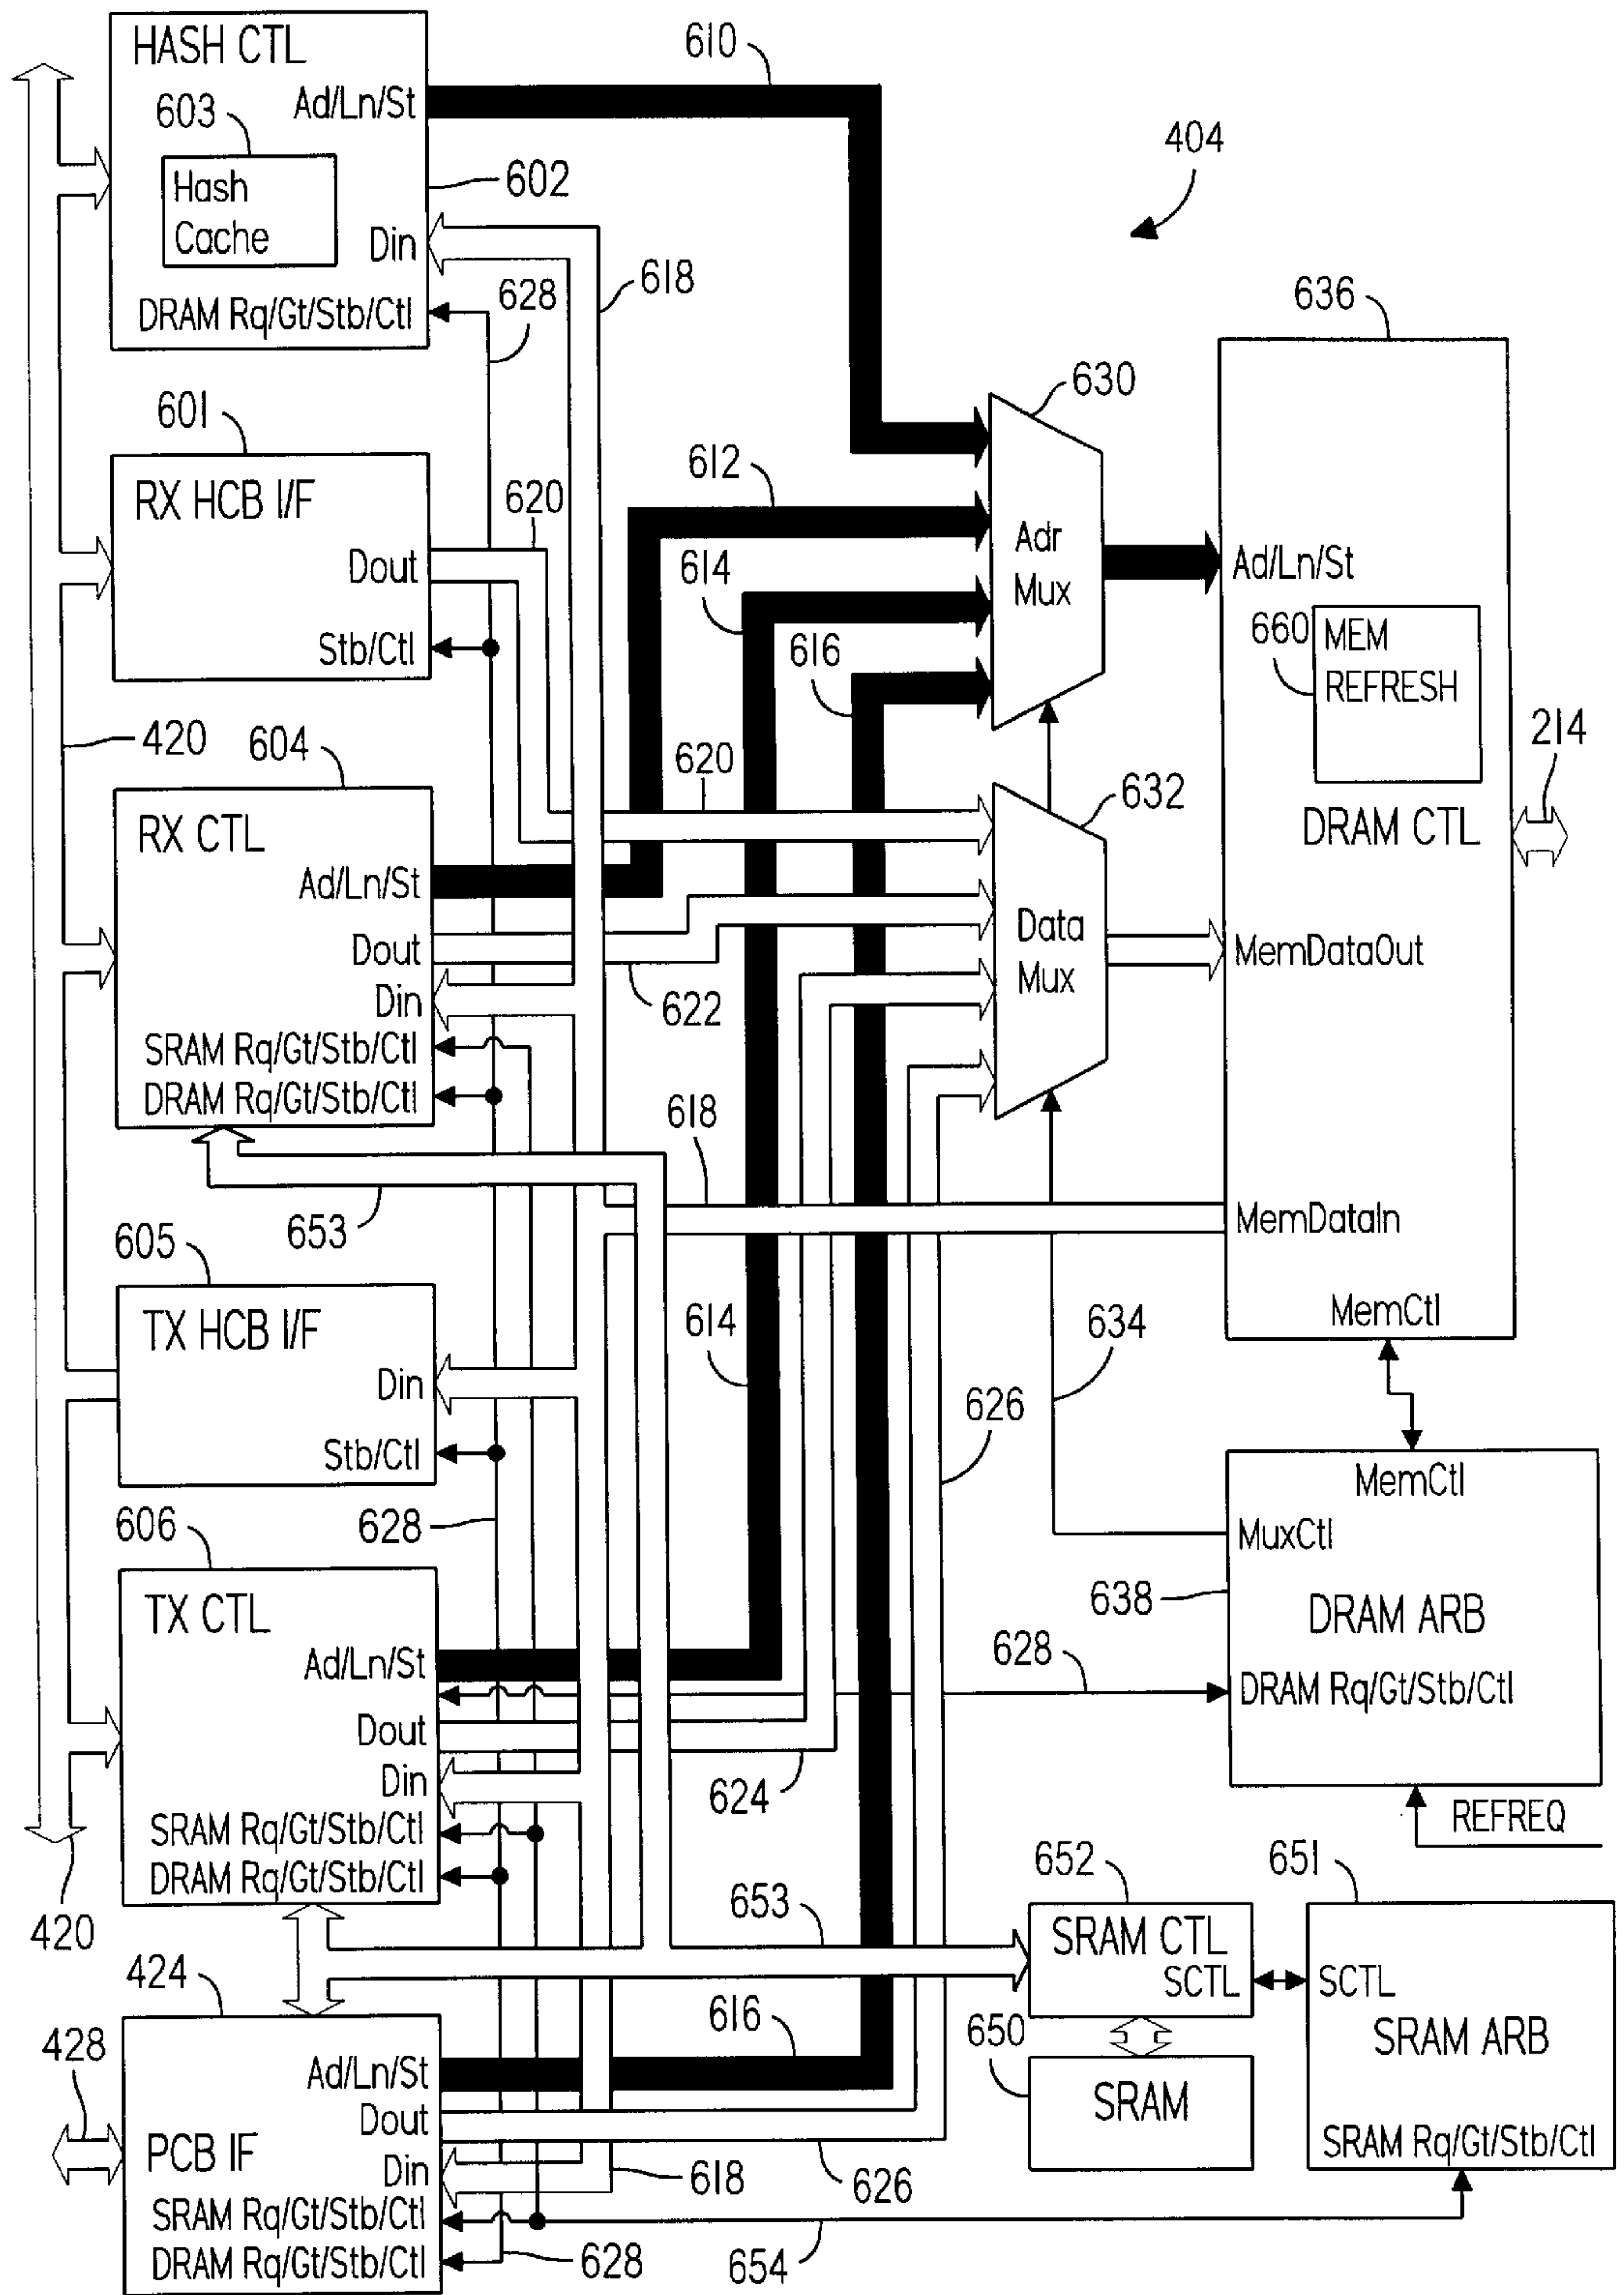 HASH CTL
Ad/Ln/St
603
Hash
Cache
602
Din
DRAM Rq/Gt/Stb/Ctl
610
404
618
628
636
601
RX HCB I/F
620
Dout
Stb/Ctl
630
612
614
616
Adr
Mux
Ad/Ln/St
660
MEM
REFRESH
DRAM CTL
214
420
604
RX CTL
Ad/Ln/St
Dout
Din
SRAM Rq/Gt/Stb/Ctl
DRAM Rq/Gt/Stb/Ctl
620
632
622
Data
Mux
MemDataOut
653
618
MemDataIn
MemCtl
605
TX HCB I/F
Din
Stb/Ctl
614
634
626
628
606
TX CTL
Ad/Ln/St
Dout
Din
SRAM Rq/Gt/Stb/Ctl
DRAM Rq/Gt/Stb/Ctl
MemCtl
MuxCtl
638
DRAM ARB
628
DRAM Rq/Gt/Stb/Ctl
624
REFREQ
420
424
653
652
651
SRAM CTL
SCTL
SCTL
SRAM ARB
650
SRAM
SRAM Rq/Gt/Stb/Ctl
428
616
Ad/Ln/St
Dout
PCB IF
Din
SRAM Rq/Gt/Stb/Ctl
DRAM Rq/Gt/Stb/Ctl
618
626
628
654